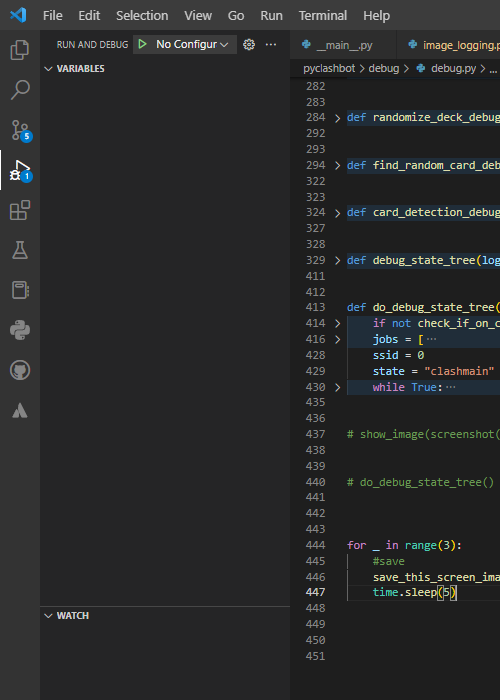 File Edit Selection View Go Run Terminal Help
RUN AND DEBUG No Configur ...
__main__.py image_logging.p
VARIABLES
pyclashbot > debug > debug.py > ...
5
1
282
283
284 > def randomize_deck_debug
292
293
294 > def find_random_card_deb
322
323
324 > def card_detection_debug
327
328
329 > def debug_state_tree(log
411
412
413 def do_debug_state_tree(
414 > if not check_if_on_c
416 > jobs = [...
428 ssid = 0
429 state = "clashmain"
430 > while True:...
435
436
437 # show_image(screenshot(
438
439
440 # do_debug_state_tree()
441
442
443
444 for _ in range(3):
445 #save
446 save_this_screen_ima
447 time.sleep(5)
448
449
450
451
WATCH